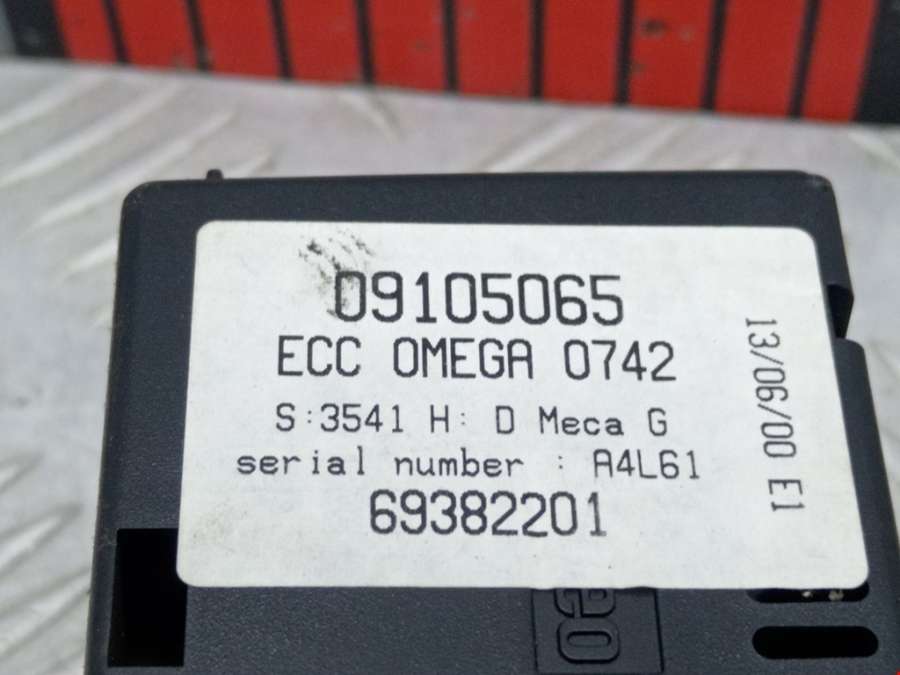 09105065
ECC OMEGA 0742
S:3541 H: D Meca G
serial number : A4L61
69382201
13/06/00 E1